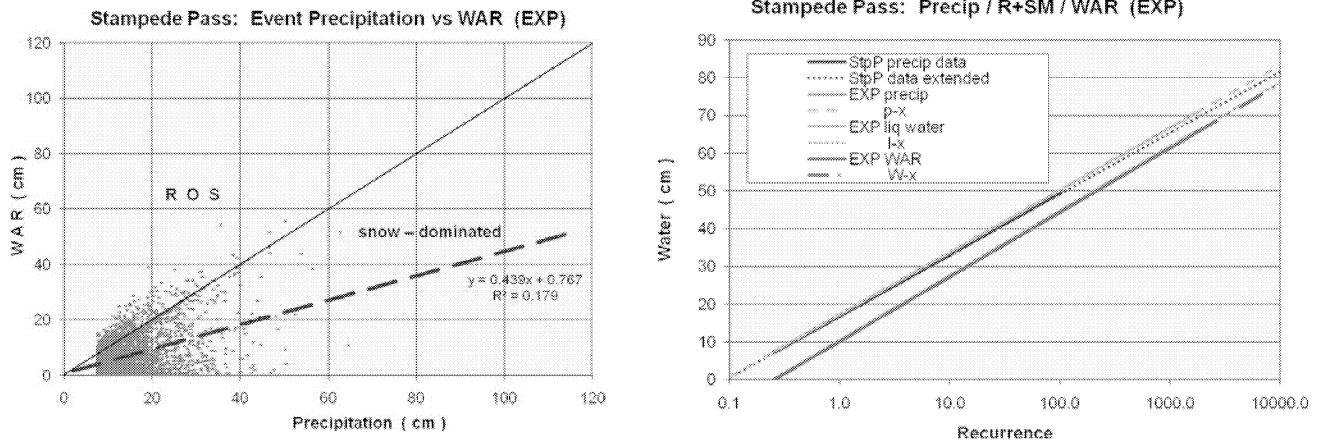 Stampede Pass: Event Precipitation vs WAR (EXP)
120
100
80
60
40
20
0
WAR ( cm )
R O S
snow – dominated
y = 0.439x + 0.767
R² = 0.179
0 20 40 60 80 100 120
Precipitation ( cm )
Stampede Pass: Precip / R+SM / WAR (EXP)
90
80
70
60
50
40
30
20
10
0
Water ( cm )
StpP precip data
StpP data extended
EXP precip
p-x
EXP liq water
l-x
EXP WAR
W-x
0.1 1.0 10.0 100.0 1000.0 10000.0
Recurrence